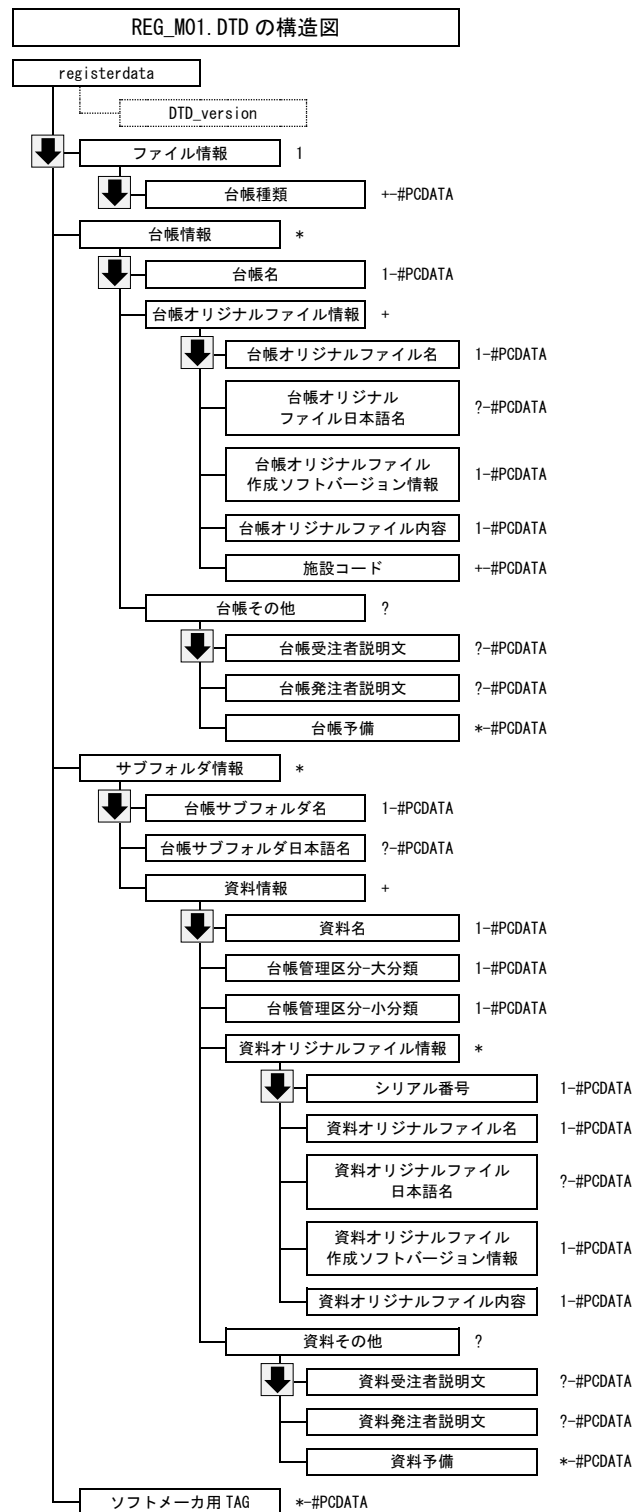 REG_M01.DTD の構造図
registerdata
DTD_version
ファイル情報 1
台帳種類 +-#PCDATA
台帳情報 *
台帳名 1-#PCDATA
台帳オリジナルファイル情報 +
台帳オリジナルファイル名 1-#PCDATA
台帳オリジナル
ファイル日本語名 ?-#PCDATA
台帳オリジナルファイル
作成ソフトバージョン情報 1-#PCDATA
台帳オリジナルファイル内容 1-#PCDATA
施設コード +-#PCDATA
台帳その他 ?
台帳受注者説明文 ?-#PCDATA
台帳発注者説明文 ?-#PCDATA
台帳予備 *-#PCDATA
サブフォルダ情報 *
台帳サブフォルダ名 1-#PCDATA
台帳サブフォルダ日本語名 ?-#PCDATA
資料情報 +
資料名 1-#PCDATA
台帳管理区分-大分類 1-#PCDATA
台帳管理区分-小分類 1-#PCDATA
資料オリジナルファイル情報 *
シリアル番号 1-#PCDATA
資料オリジナルファイル名 1-#PCDATA
資料オリジナルファイル
日本語名 ?-#PCDATA
資料オリジナルファイル
作成ソフトバージョン情報 1-#PCDATA
資料オリジナルファイル内容 1-#PCDATA
資料その他 ?
資料受注者説明文 ?-#PCDATA
資料発注者説明文 ?-#PCDATA
資料予備 *-#PCDATA
ソフトメーカ用 TAG *-#PCDATA